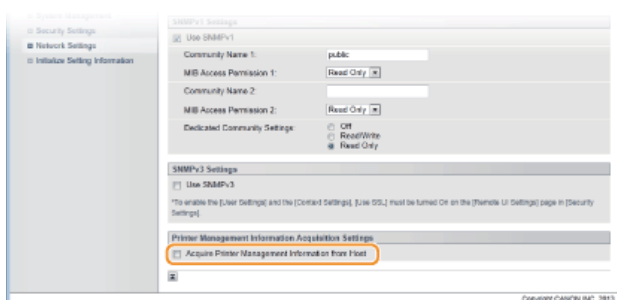 System Management
Security Settings
Network Settings
Initialize Setting Information
SNMPv1 Settings
Use SNMPv1
Community Name 1:
public
MIB Access Permission 1:
Read Only
Community Name 2:
MIB Access Permission 2:
Read Only
Dedicated Community Settings:
Off
Read/Write
Read Only
SNMPv3 Settings
Use SNMPv3
*To enable the [User Settings] and the [Context Settings], [Use SSL] must be turned On on the [Remote UI Settings] page in [Security
Settings].
Printer Management Information Acquisition Settings
Acquire Printer Management Information from Host
Copyright CANON INC. 2013